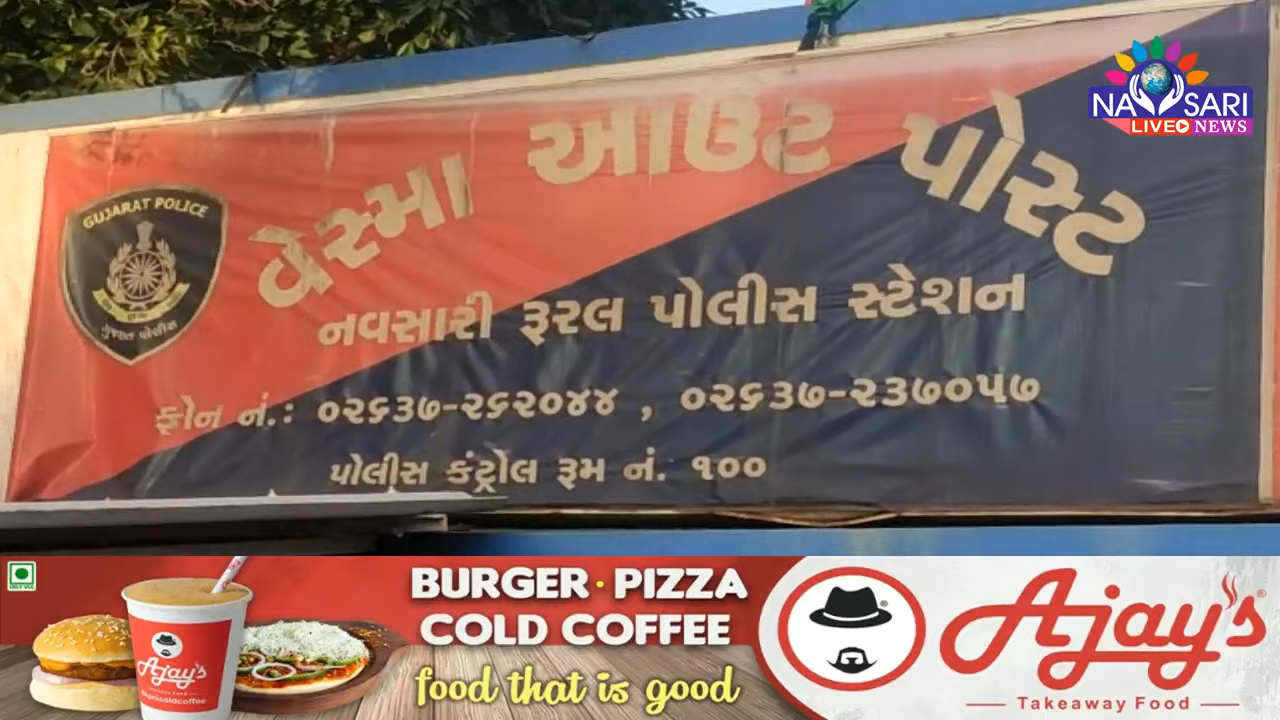 NAVSARI
LIVE NEWS
GUJARAT POLICE
ગુજરાત પોલીસ
વેસ્મા આઉટ પોસ્ટ
નવસારી રૂરલ પોલીસ સ્ટેશન
ફોન નં.: ૦૨૬૩૭-૨૬૨૦૪૪ , ૦૨૬૩૭-૨૩૭૦૫૭
પોલીસ કંટ્રોલ રૂમ નં. ૧૦૦
BURGER · PIZZA
COLD COFFEE
food that is good
Ajay's
Ajay's
Takeaway Food